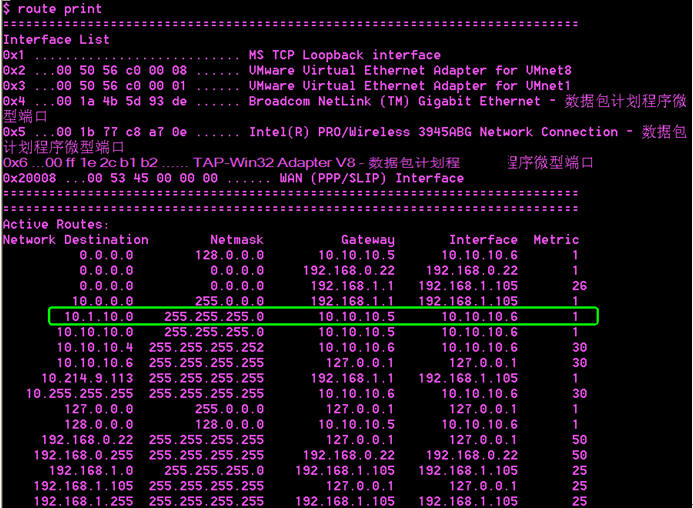 $ route print
===========================================================================
Interface List
0x1 ........................... MS TCP Loopback interface
0x2 ...00 50 56 c0 00 08 ...... VMware Virtual Ethernet Adapter for VMnet8
0x3 ...00 50 56 c0 00 01 ...... VMware Virtual Ethernet Adapter for VMnet1
0x4 ...00 1a 4b 5d 93 de ...... Broadcom NetLink (TM) Gigabit Ethernet - 数据包计划程序微
型端口
0x5 ...00 1b 77 c8 a7 0e ...... Intel(R) PRO/Wireless 3945ABG Network Connection - 数据包
计划程序微型端口
0x6 ...00 ff 1e 2c b1 b2 ...... TAP-Win32 Adapter V8 - 数据包计划程 程序微型端口
0x20008 ...00 53 45 00 00 00 ...... WAN (PPP/SLIP) Interface
===========================================================================
===========================================================================
Active Routes:
Network Destination Netmask Gateway Interface Metric
0.0.0.0 128.0.0.0 10.10.10.5 10.10.10.6 1
0.0.0.0 0.0.0.0 192.168.0.22 192.168.0.22 1
0.0.0.0 0.0.0.0 192.168.1.1 192.168.1.105 26
10.0.0.0 255.0.0.0 192.168.1.1 192.168.1.105 1
10.1.10.0 255.255.255.0 10.10.10.5 10.10.10.6 1
10.10.10.0 255.255.255.0 10.10.10.5 10.10.10.6 1
10.10.10.4 255.255.255.252 10.10.10.6 10.10.10.6 30
10.10.10.6 255.255.255.255 127.0.0.1 127.0.0.1 30
10.214.9.113 255.255.255.255 192.168.1.1 192.168.1.105 1
10.255.255.255 255.255.255.255 10.10.10.6 10.10.10.6 30
127.0.0.0 255.0.0.0 127.0.0.1 127.0.0.1 1
128.0.0.0 128.0.0.0 10.10.10.5 10.10.10.6 1
192.168.0.22 255.255.255.255 127.0.0.1 127.0.0.1 50
192.168.0.255 255.255.255.255 192.168.0.22 192.168.0.22 50
192.168.1.0 255.255.255.0 192.168.1.105 192.168.1.105 25
192.168.1.105 255.255.255.255 127.0.0.1 127.0.0.1 25
192.168.1.255 255.255.255.255 192.168.1.105 192.168.1.105 25